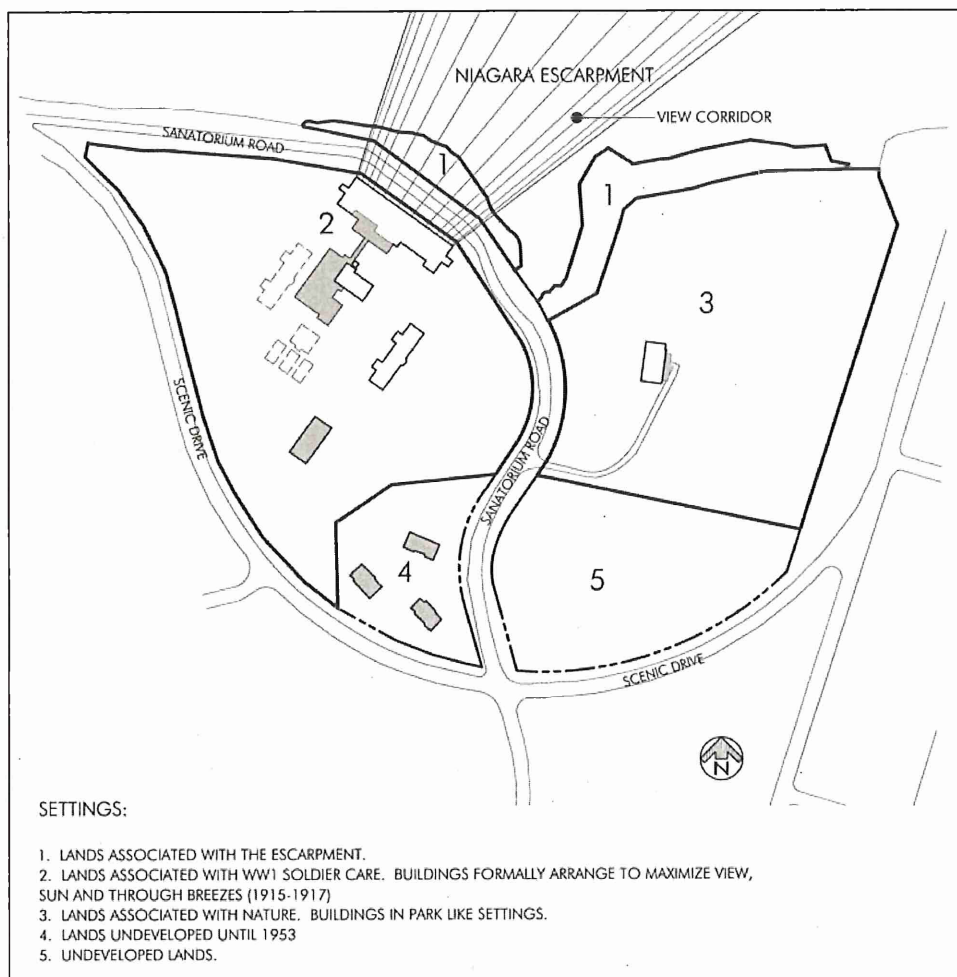 NIAGARA ESCARPMENT
VIEW CORRIDOR
SANATORIUM ROAD
1
1
2
3
SCENIC DRIVE
SANATORIUM ROAD
4
5
SCENIC DRIVE
N
SETTINGS:
1. LANDS ASSOCIATED WITH THE ESCARPMENT.
2. LANDS ASSOCIATED WITH WW1 SOLDIER CARE. BUILDINGS FORMALLY ARRANGE TO MAXIMIZE VIEW,
SUN AND THROUGH BREEZES (1915-1917)
3. LANDS ASSOCIATED WITH NATURE. BUILDINGS IN PARK LIKE SETTINGS.
4. LANDS UNDEVELOPED UNTIL 1953
5. UNDEVELOPED LANDS.